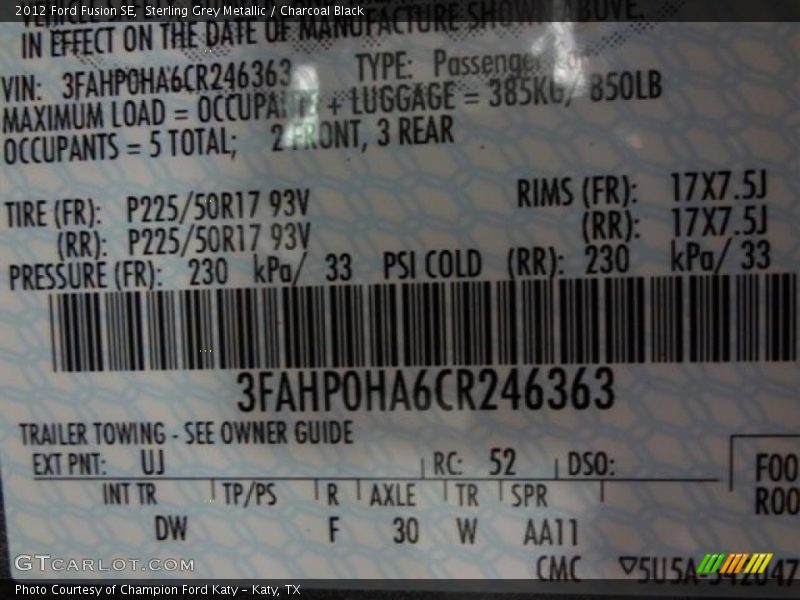 2012 Ford Fusion SE, Sterling Grey Metallic / Charcoal Black
IN EFFECT ON THE DATE OF MANUFACTURE SHOWN ABOVE.
VIN: 3FAHP0HA6CR246363 TYPE: Passenger
MAXIMUM LOAD = OCCUPANTS + LUGGAGE = 385KG/ 850LB
OCCUPANTS = 5 TOTAL; 2 FRONT, 3 REAR
TIRE (FR): P225/50R17 93V RIMS (FR): 17X7.5J
(RR): P225/50R17 93V (RR): 17X7.5J
PRESSURE (FR): 230 kPa/ 33 PSI COLD (RR): 230 kPa/ 33
3FAHP0HA6CR246363
TRAILER TOWING - SEE OWNER GUIDE
EXT PNT: UJ RC: 52 DSO: F00
INT TR TP/PS R AXLE TR SPR R00
DW F 30 W AA11
CMC
GTCARLOT.COM
Photo Courtesy of Champion Ford Katy – Katy, TX